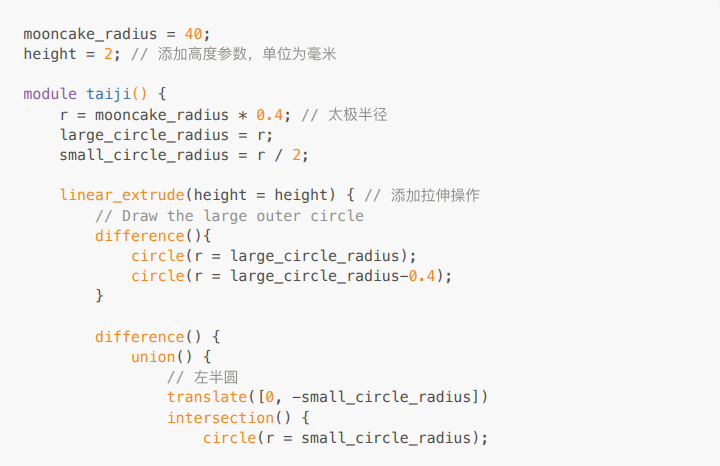 mooncake_radius = 40;
height = 2; // 添加高度参数，单位为毫米

module taiji() {
    r = mooncake_radius * 0.4; // 太极半径
    large_circle_radius = r;
    small_circle_radius = r / 2;

    linear_extrude(height = height) { // 添加拉伸操作
        // Draw the large outer circle
        difference(){
            circle(r = large_circle_radius);
            circle(r = large_circle_radius-0.4);
        }

        difference() {
            union() {
                // 左半圆
                translate([0, -small_circle_radius])
                intersection() {
                    circle(r = small_circle_radius);